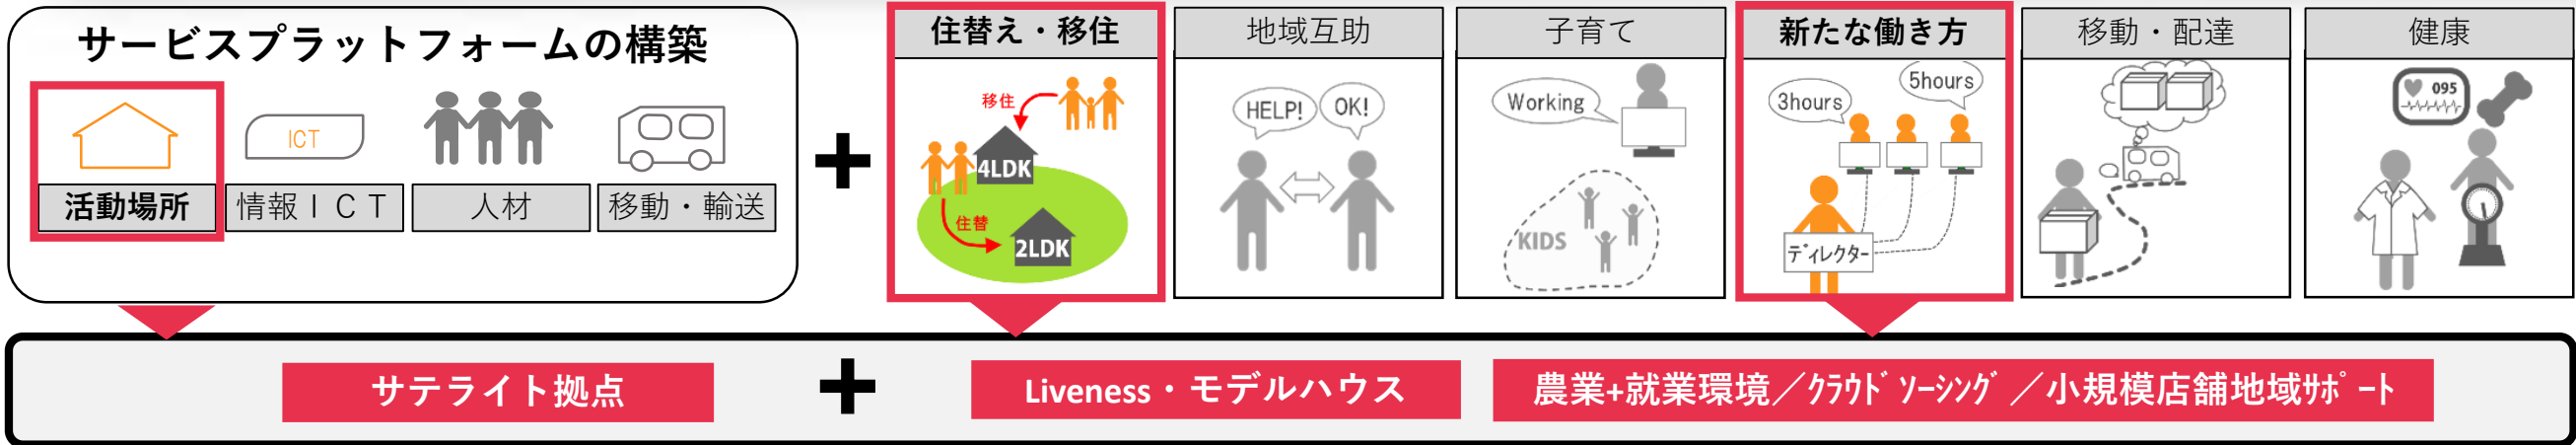 サービスプラットフォームの構築
ICT
活動場所
情報ＩＣＴ
人材
移動・輸送
+
住替え・移住
移住
4LDK
住替
2LDK
地域互助
HELP!
OK!
子育て
Working
KIDS
新たな働き方
3hours
5hours
ﾃﾞｨﾚｸﾀｰ
移動・配達
健康
095
サテライト拠点
+
Liveness・モデルハウス
農業+就業環境／ｸﾗｳﾄﾞｿｰｼﾝｸﾞ／小規模店舗地域ｻﾎﾟｰﾄ